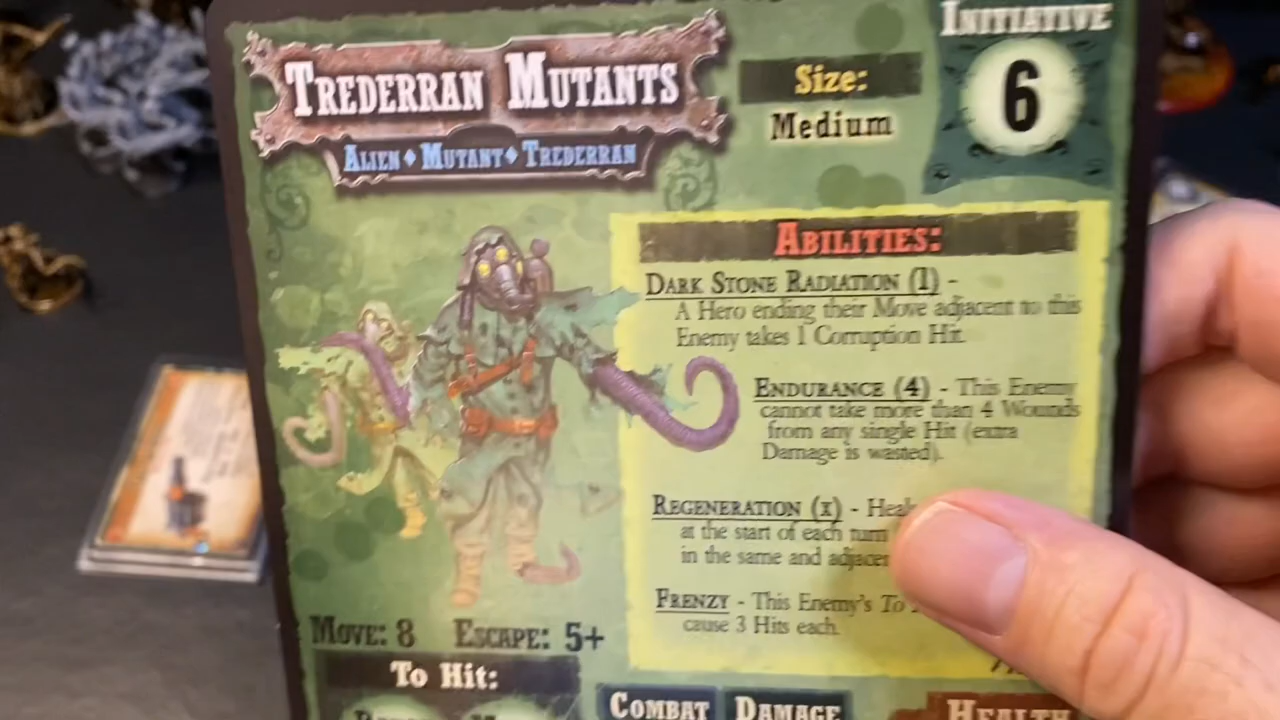 INITIATIVE
6
TREDERRAN MUTANTS
ALIEN ♦ MUTANT ♦ TREDERRAN
Size:
Medium
ABILITIES:
DARK STONE RADIATION (1) -
A Hero ending their Move adjacent to this
Enemy takes 1 Corruption Hit.
ENDURANCE (4) - This Enemy
cannot take more than 4 Wounds
from any single Hit (extra
Damage is wasted).
REGENERATION (X) - Heal
at the start of each turn
in the same and adjacen
FRENZY - This Enemy's To
cause 3 Hits each.
MOVE: 8 ESCAPE: 5+
To Hit:
COMBAT DAMAGE
HEALTH